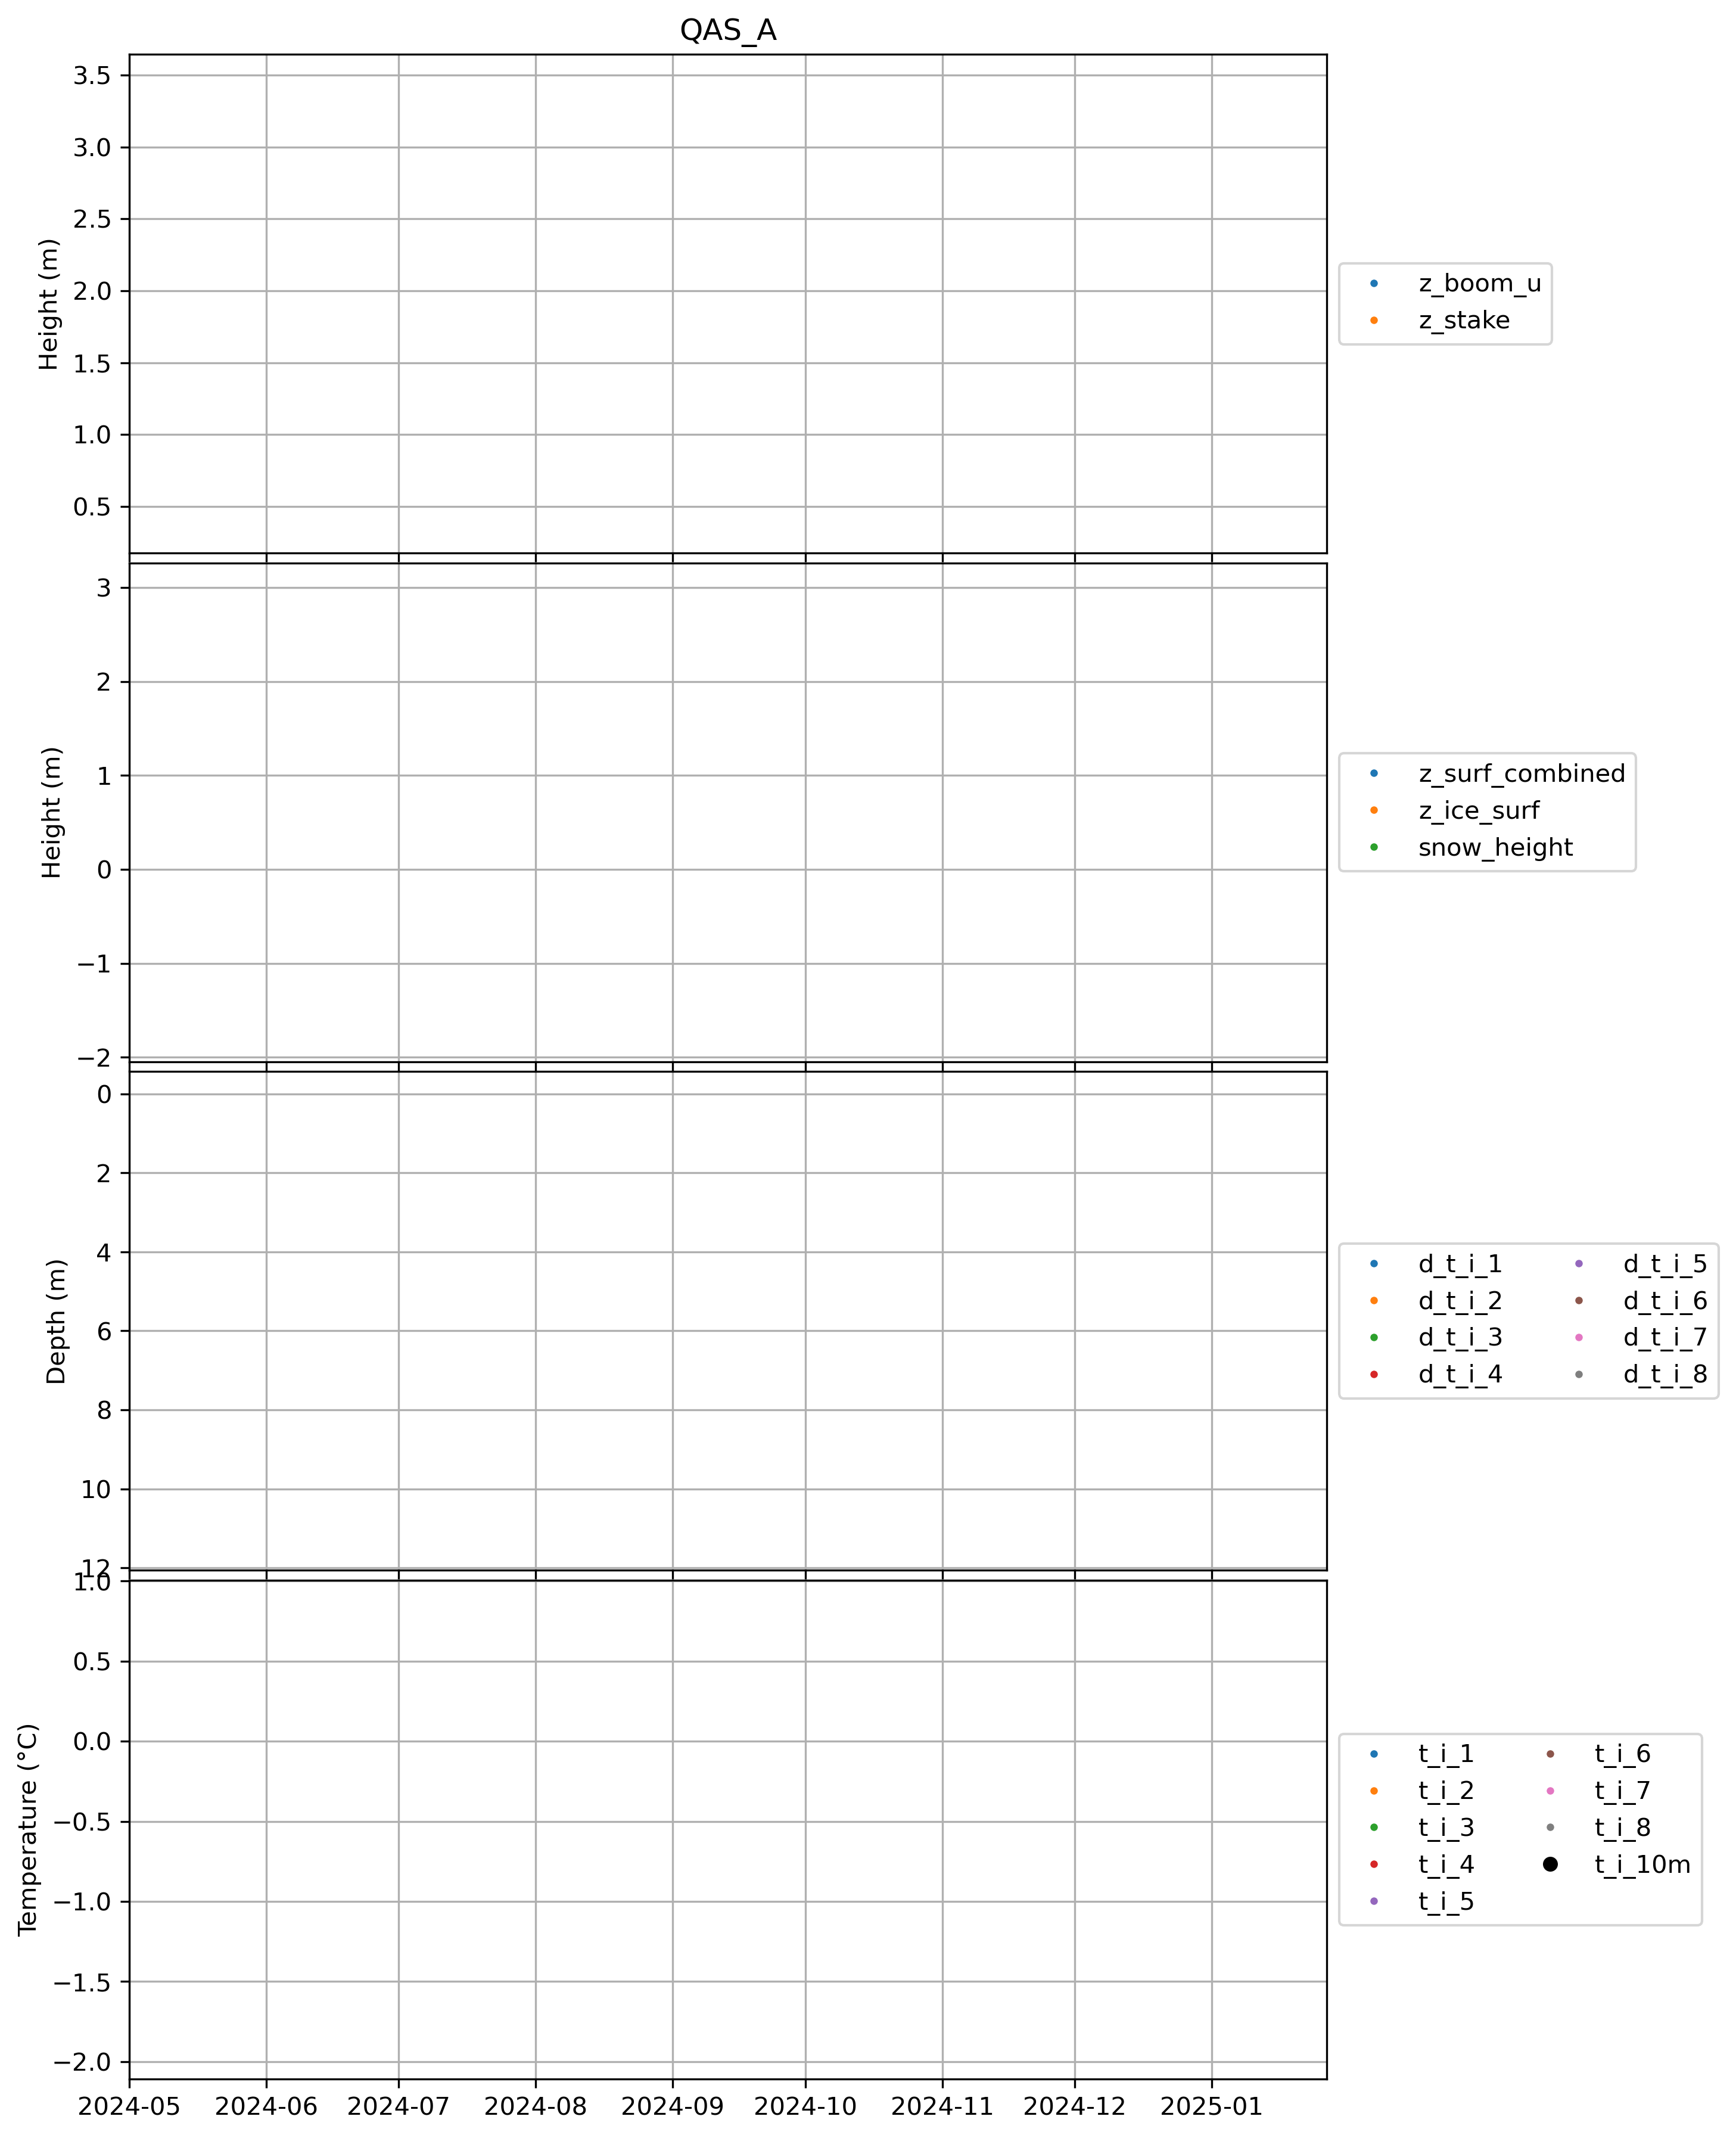 QAS_A
3.5
3.0
2.5
2.0
1.5
1.0
0.5
Height (m)
z_boom_u
z_stake
3
2
1
0
−1
−2
Height (m)
z_surf_combined
z_ice_surf
snow_height
0
2
4
6
8
10
12
Depth (m)
d_t_i_1 d_t_i_5
d_t_i_2 d_t_i_6
d_t_i_3 d_t_i_7
d_t_i_4 d_t_i_8
1.0
0.5
0.0
−0.5
−1.0
−1.5
−2.0
Temperature (°C)
t_i_1 t_i_6
t_i_2 t_i_7
t_i_3 t_i_8
t_i_4 t_i_10m
t_i_5
2024-05 2024-06 2024-07 2024-08 2024-09 2024-10 2024-11 2024-12 2025-01